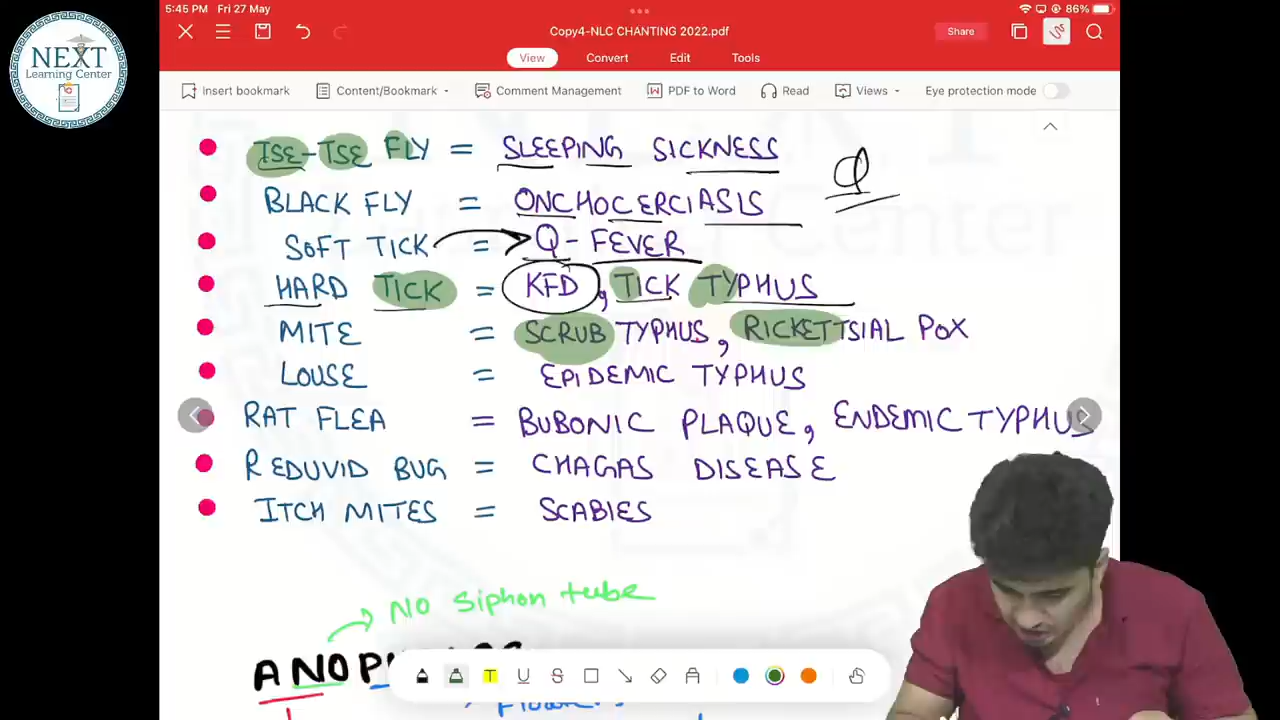 5:45 PM Fri 27 May
86%
NEXT
Learning Center
Copy4-NLC CHANTING 2022.pdf
Share
View Convert Edit Tools
Insert bookmark Content/Bookmark Comment Management PDF to Word Read Views Eye protection mode
TSE-TSE FLY = SLEEPING SICKNESS
BLACK FLY = ONCHOCERCIASIS
SOFT TICK = Q-FEVER
HARD TICK = KFD, TICK TYPHUS
MITE = SCRUB TYPHUS, RICKETTSIAL POX
LOUSE = EPIDEMIC TYPHUS
RAT FLEA = BUBONIC PLAQUE, ENDEMIC TYPHUS
REDUVID BUG = CHAGAS DISEASE
ITCH MITES = SCABIES
NO Siphon tube